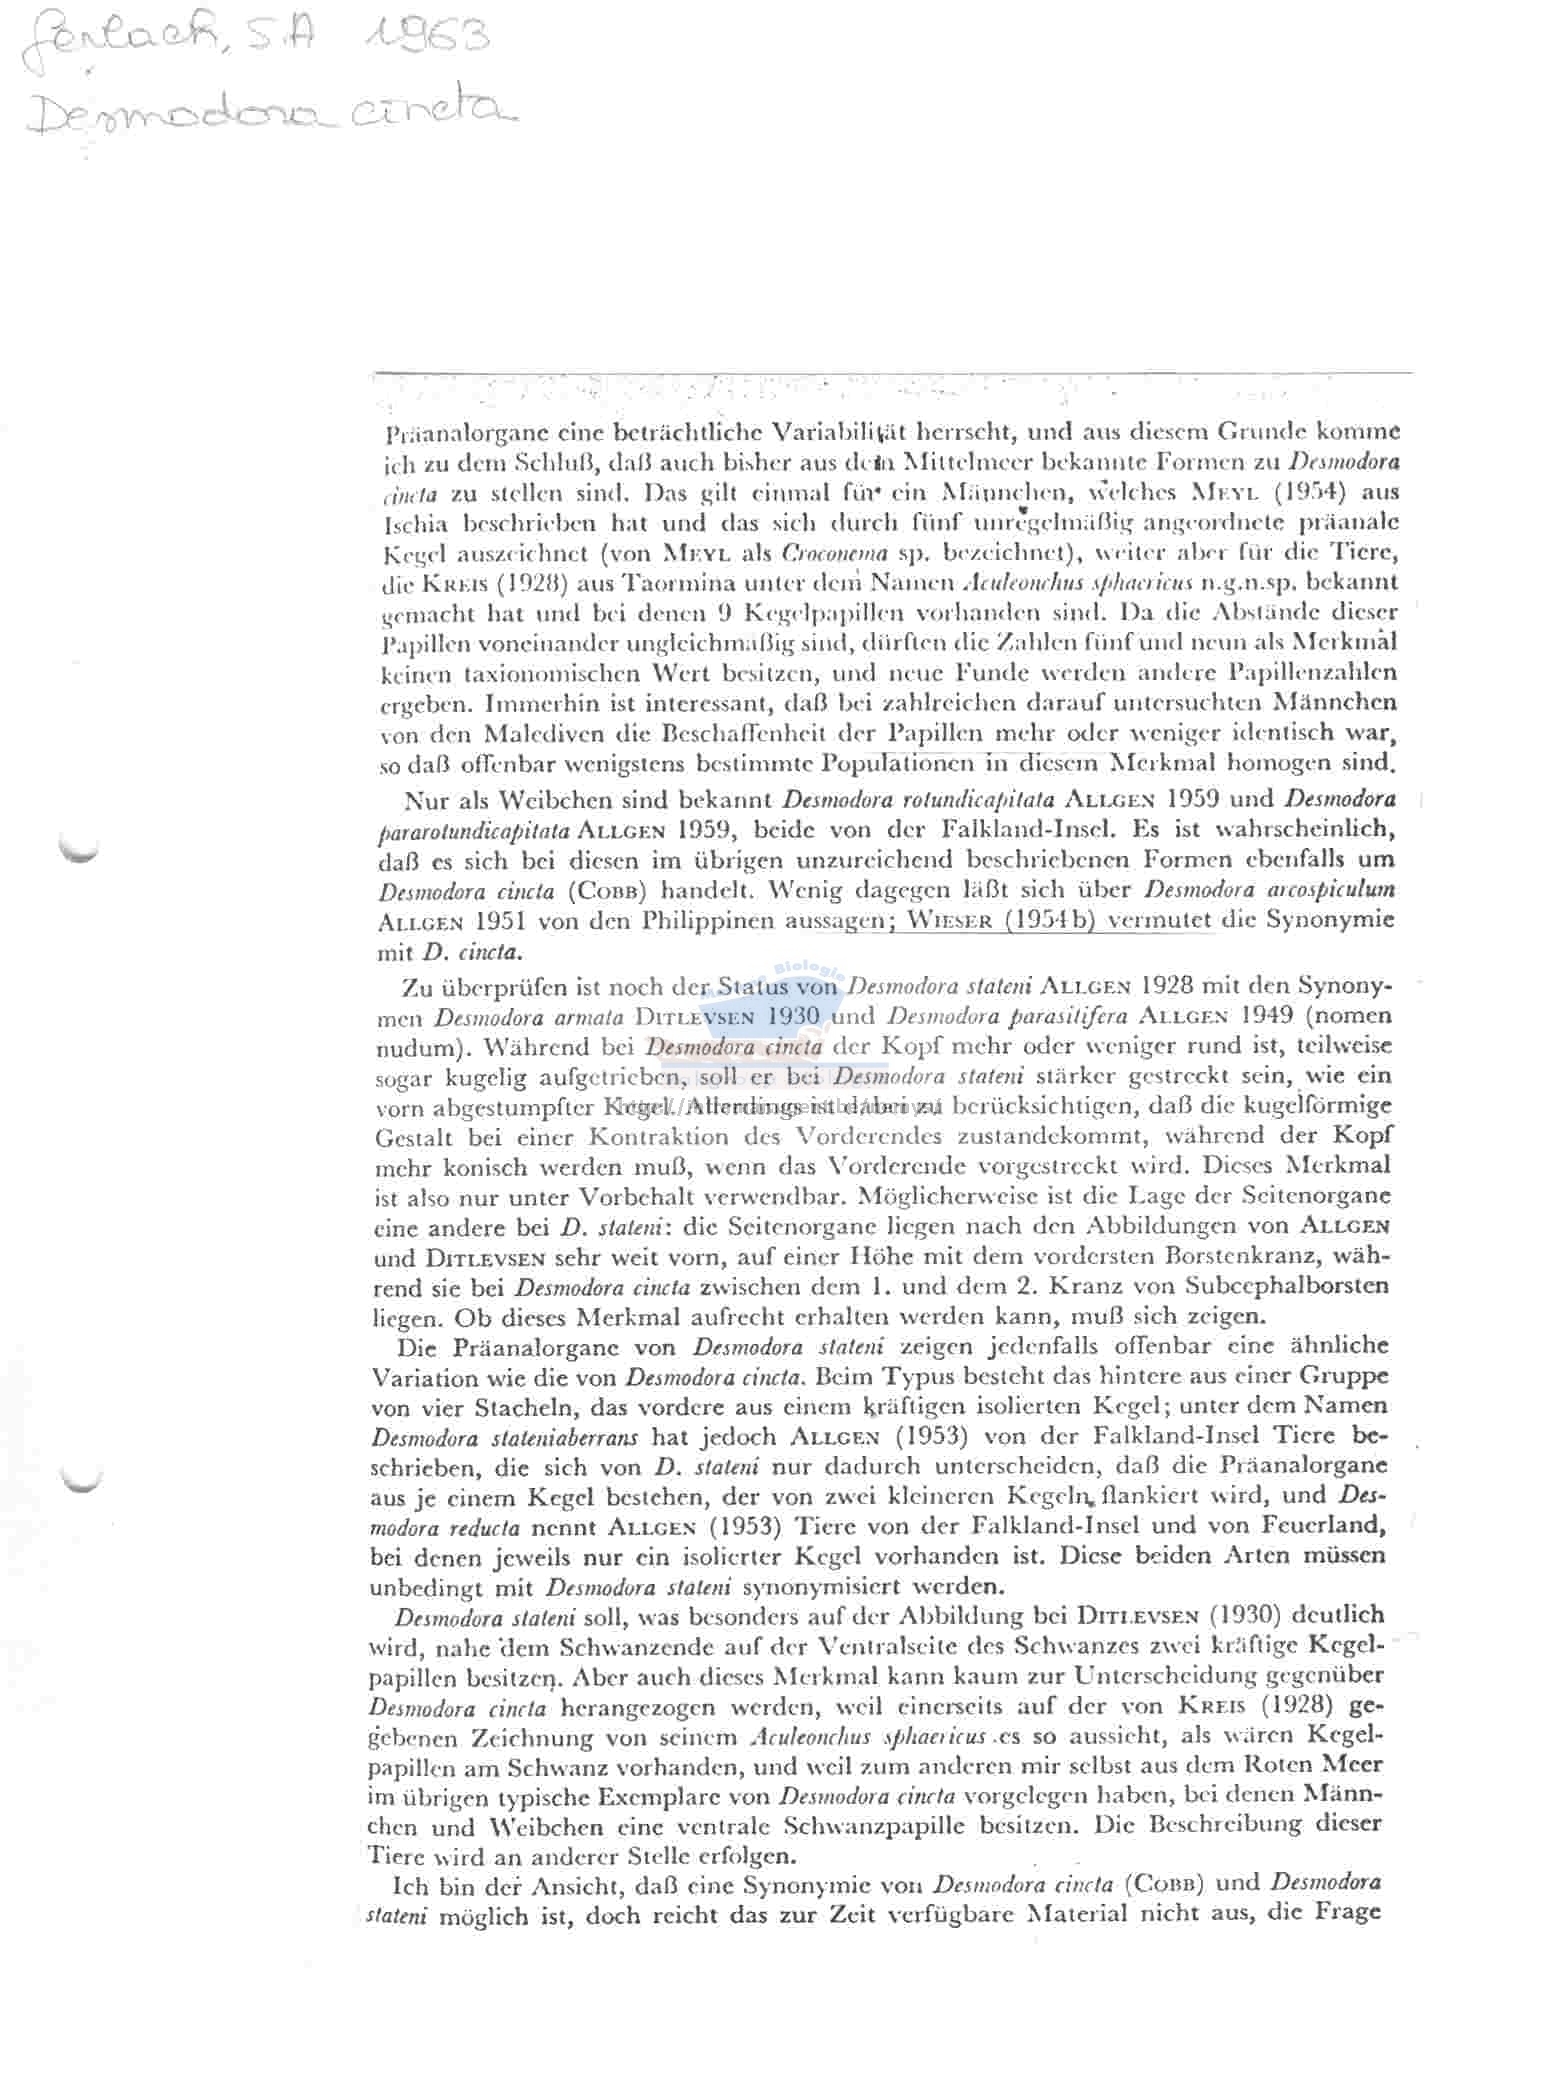 Gerlach, S.A 1963
Desmodora cincta
Präanalorgane eine beträchtliche Variabilität herrscht, und aus diesem Grunde komme
ich zu dem Schluß, daß auch bisher aus dem Mittelmeer bekannte Formen zu Desmodora
cincta zu stellen sind. Das gilt einmal für ein Männchen, welches MEYL (1954) aus
Ischia beschrieben hat und das sich durch fünf unregelmäßig angeordnete präanale
Kegel auszeichnet (von MEYL als Croconema sp. bezeichnet), weiter aber für die Tiere,
die KREIS (1928) aus Taormina unter dem Namen Aculeonchus sphaericus n.g.n.sp. bekannt
gemacht hat und bei denen 9 Kegelpapillen vorhanden sind. Da die Abstände dieser
Papillen voneinander ungleichmäßig sind, dürften die Zahlen fünf und neun als Merkmal
keinen taxionomischen Wert besitzen, und neue Funde werden andere Papillenzahlen
ergeben. Immerhin ist interessant, daß bei zahlreichen darauf untersuchten Männchen
von den Malediven die Beschaffenheit der Papillen mehr oder weniger identisch war,
so daß offenbar wenigstens bestimmte Populationen in diesem Merkmal homogen sind.
Nur als Weibchen sind bekannt Desmodora rotundicapitata ALLGEN 1959 und Desmodora
pararotundicapitata ALLGEN 1959, beide von der Falkland-Insel. Es ist wahrscheinlich,
daß es sich bei diesen im übrigen unzureichend beschriebenen Formen ebenfalls um
Desmodora cincta (COBB) handelt. Wenig dagegen läßt sich über Desmodora arcospiculum
ALLGEN 1951 von den Philippinen aussagen; WIESER (1954b) vermutet die Synonymie
mit D. cincta.
Zu überprüfen ist noch der Status von Desmodora stateni ALLGEN 1928 mit den Synony-
men Desmodora armata DITLEVSEN 1930 und Desmodora parasitifera ALLGEN 1949 (nomen
nudum). Während bei Desmodora cincta der Kopf mehr oder weniger rund ist, teilweise
sogar kugelig aufgetrieben, soll er bei Desmodora stateni stärker gestreckt sein, wie ein
vorn abgestumpfter Kegel. Allerdings ist dabei zu berücksichtigen, daß die kugelförmige
Gestalt bei einer Kontraktion des Vorderendes zustandekommt, während der Kopf
mehr konisch werden muß, wenn das Vorderende vorgestreckt wird. Dieses Merkmal
ist also nur unter Vorbehalt verwendbar. Möglicherweise ist die Lage der Seitenorgane
eine andere bei D. stateni: die Seitenorgane liegen nach den Abbildungen von ALLGEN
und DITLEVSEN sehr weit vorn, auf einer Höhe mit dem vordersten Borstenkranz, wäh-
rend sie bei Desmodora cincta zwischen dem 1. und dem 2. Kranz von Subcephalborsten
liegen. Ob dieses Merkmal aufrecht erhalten werden kann, muß sich zeigen.
Die Präanalorgane von Desmodora stateni zeigen jedenfalls offenbar eine ähnliche
Variation wie die von Desmodora cincta. Beim Typus besteht das hintere aus einer Gruppe
von vier Stacheln, das vordere aus einem kräftigen isolierten Kegel; unter dem Namen
Desmodora stateniaberrans hat jedoch ALLGEN (1953) von der Falkland-Insel Tiere be-
schrieben, die sich von D. stateni nur dadurch unterscheiden, daß die Präanalorgane
aus je einem Kegel bestehen, der von zwei kleineren Kegeln flankiert wird, und Des-
modora reducta nennt ALLGEN (1953) Tiere von der Falkland-Insel und von Feuerland,
bei denen jeweils nur ein isolierter Kegel vorhanden ist. Diese beiden Arten müssen
unbedingt mit Desmodora stateni synonymisiert werden.
Desmodora stateni soll, was besonders auf der Abbildung bei DITLEVSEN (1930) deutlich
wird, nahe dem Schwanzende auf der Ventralseite des Schwanzes zwei kräftige Kegel-
papillen besitzen. Aber auch dieses Merkmal kann kaum zur Unterscheidung gegenüber
Desmodora cincta herangezogen werden, weil einerseits auf der von KREIS (1928) ge-
gebenen Zeichnung von seinem Aculeonchus sphaericus es so aussieht, als wären Kegel-
papillen am Schwanz vorhanden, und weil zum anderen mir selbst aus dem Roten Meer
im übrigen typische Exemplare von Desmodora cincta vorgelegen haben, bei denen Männ-
chen und Weibchen eine ventrale Schwanzpapille besitzen. Die Beschreibung dieser
Tiere wird an anderer Stelle erfolgen.
Ich bin der Ansicht, daß eine Synonymie von Desmodora cincta (COBB) und Desmodora
stateni möglich ist, doch reicht das zur Zeit verfügbare Material nicht aus, die Frage